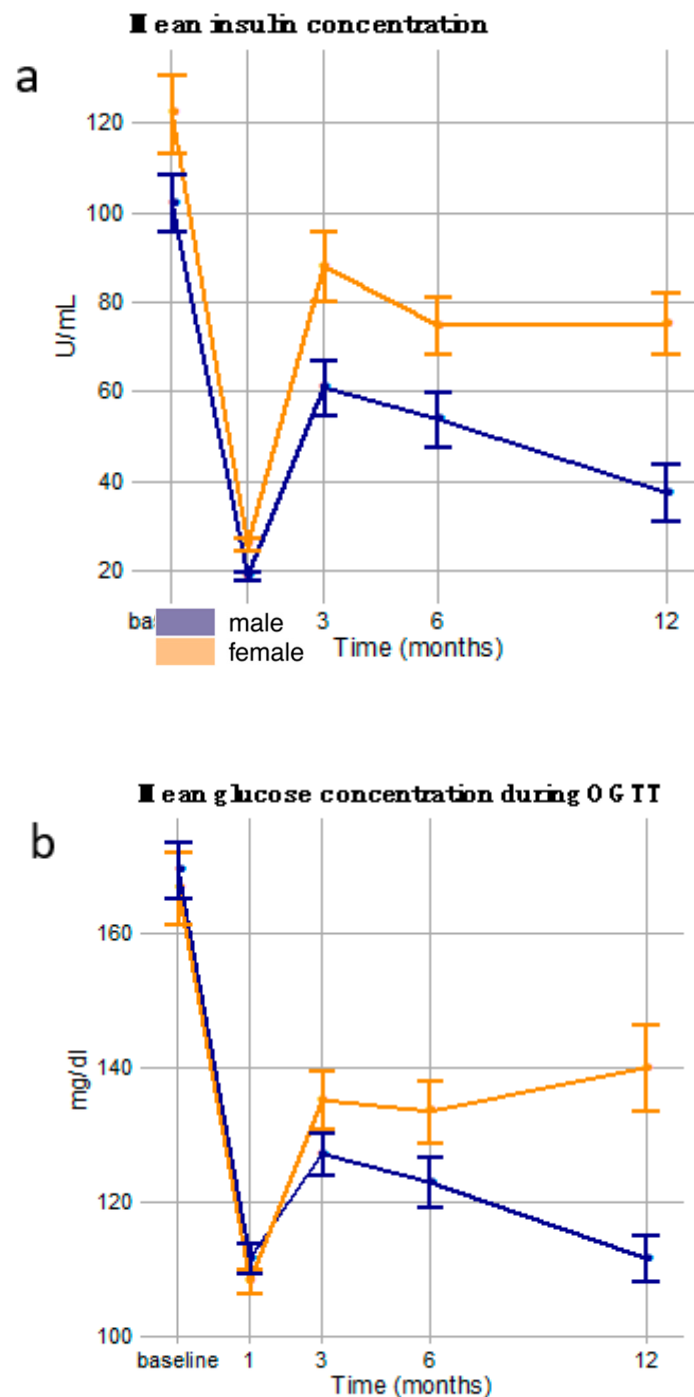 Mean insulin concentration
a
120
100
80
60
40
20
U/mL
ba 3 6 12
male
female
Time (months)
Mean glucose concentration during OGTT
b
160
140
120
100
mg/dl
baseline 1 3 6 12
Time (months)